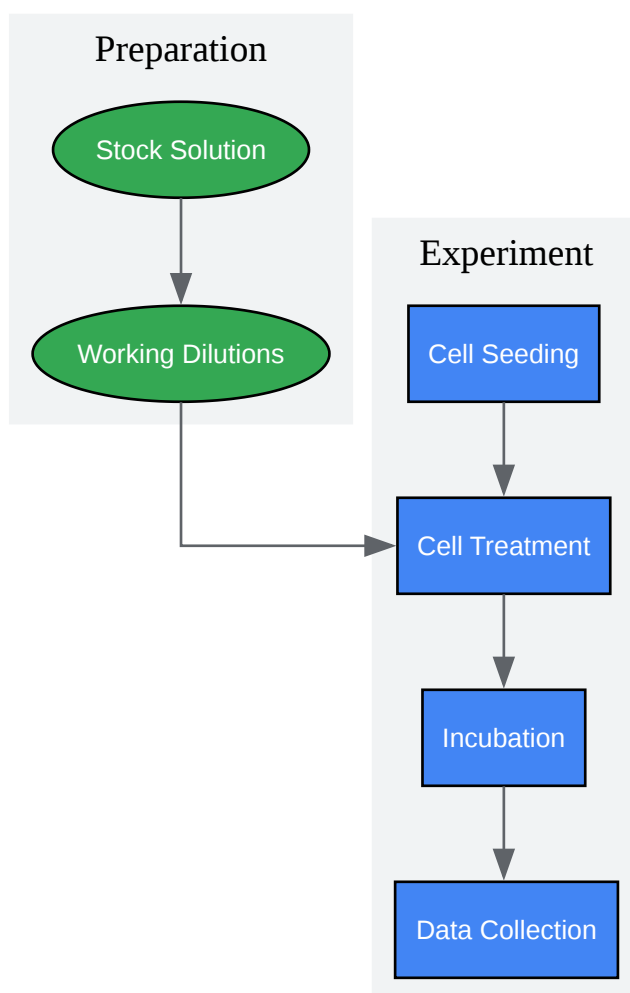 Preparation
Stock Solution
Working Dilutions
Experiment
Cell Seeding
Cell Treatment
Incubation
Data Collection